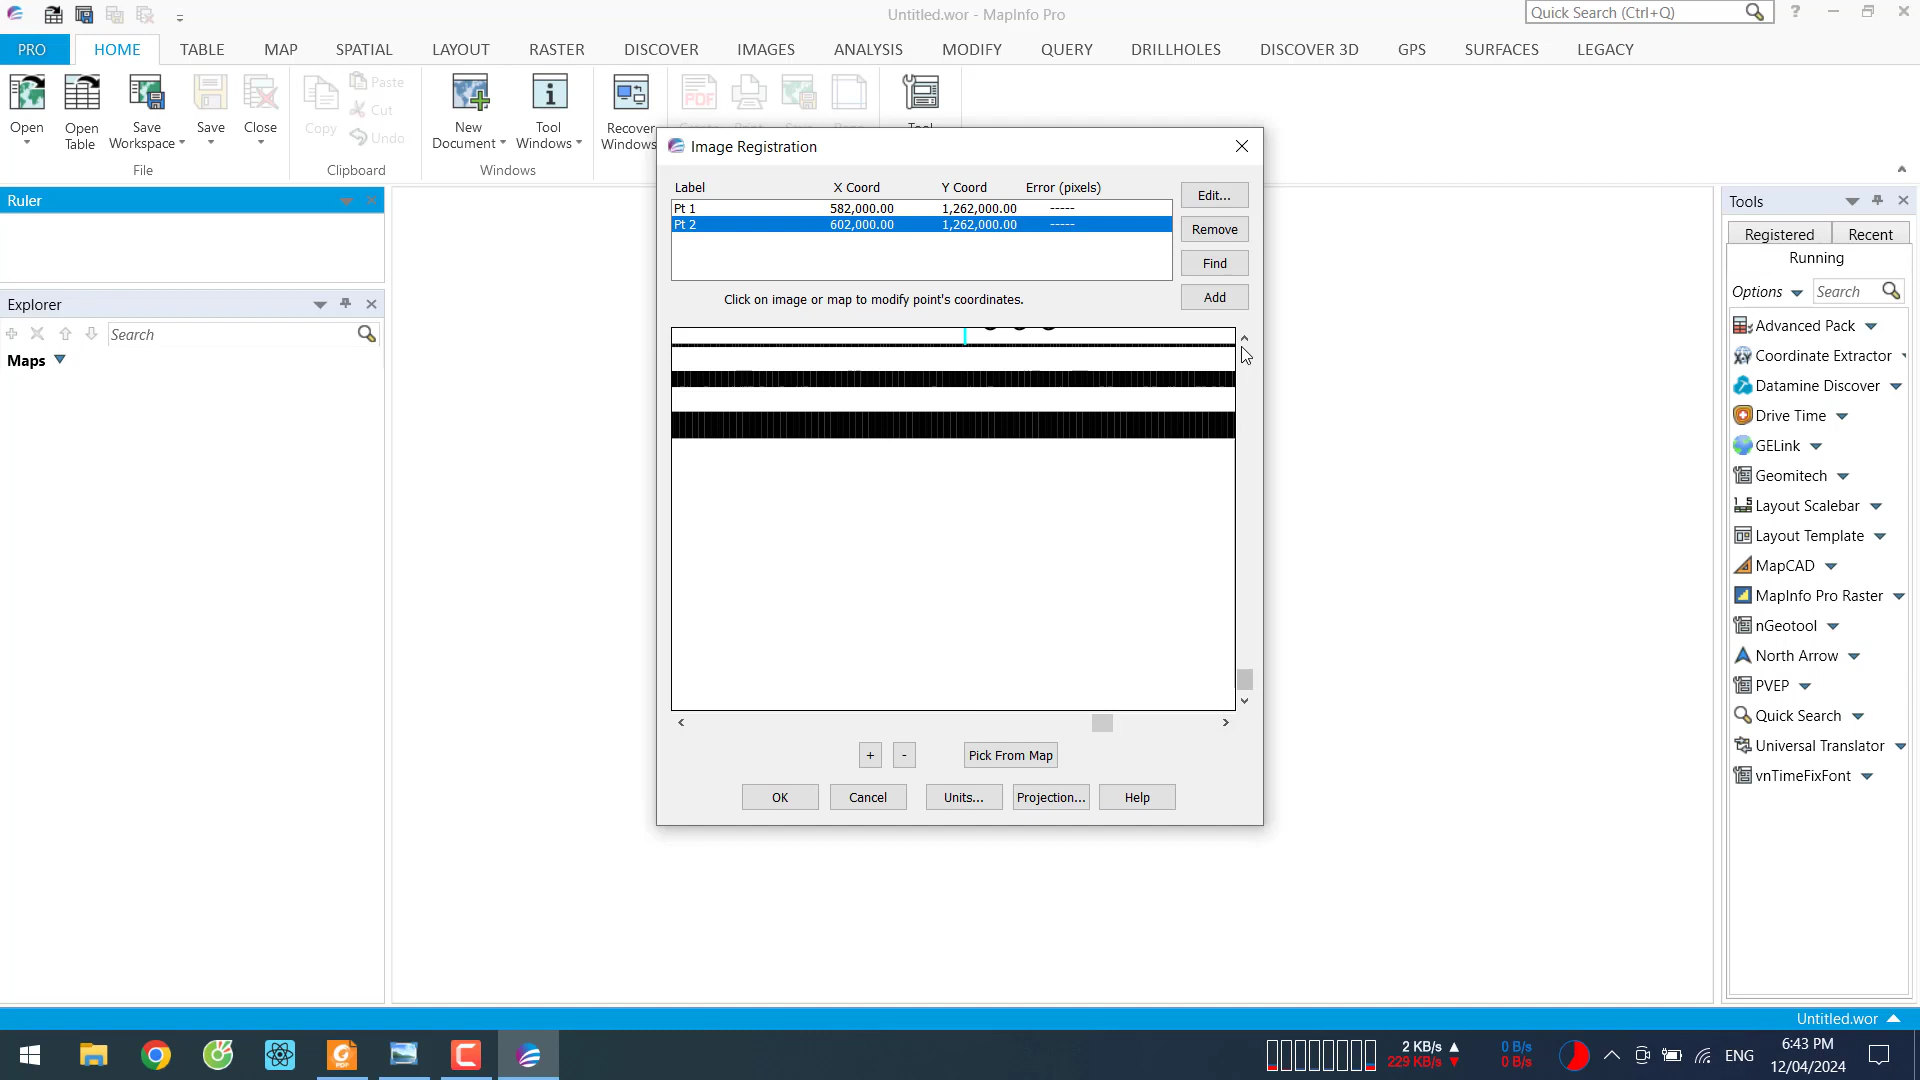 Untitled.wor - MapInfo Pro
Quick Search (Ctrl+Q)
PRO HOME TABLE MAP SPATIAL LAYOUT RASTER DISCOVER IMAGES ANALYSIS MODIFY QUERY DRILLHOLES DISCOVER 3D GPS SURFACES LEGACY
Open
Open
Table
Save
Workspace
Save
Close
File
Copy
Paste
Cut
Undo
Clipboard
New
Document
Tool
Windows
Windows
Recover
Windows
PDF
Tool
Ruler
Explorer
Search
Maps
Image Registration
Label X Coord Y Coord Error (pixels)
Pt 1 582,000.00 1,262,000.00 -----
Pt 2 602,000.00 1,262,000.00 -----
Edit...
Remove
Find
Add
Click on image or map to modify point's coordinates.
+ - Pick From Map
OK Cancel Units... Projection... Help
Tools
Registered Recent
Running
Options Search
Advanced Pack
Coordinate Extractor
Datamine Discover
Drive Time
GELink
Geomitech
Layout Scalebar
Layout Template
MapCAD
MapInfo Pro Raster
nGeotool
North Arrow
PVEP
Quick Search
Universal Translator
vnTimeFixFont
Untitled.wor
2 KB/s
229 KB/s
0 B/s
0 B/s
ENG
6:43 PM
12/04/2024